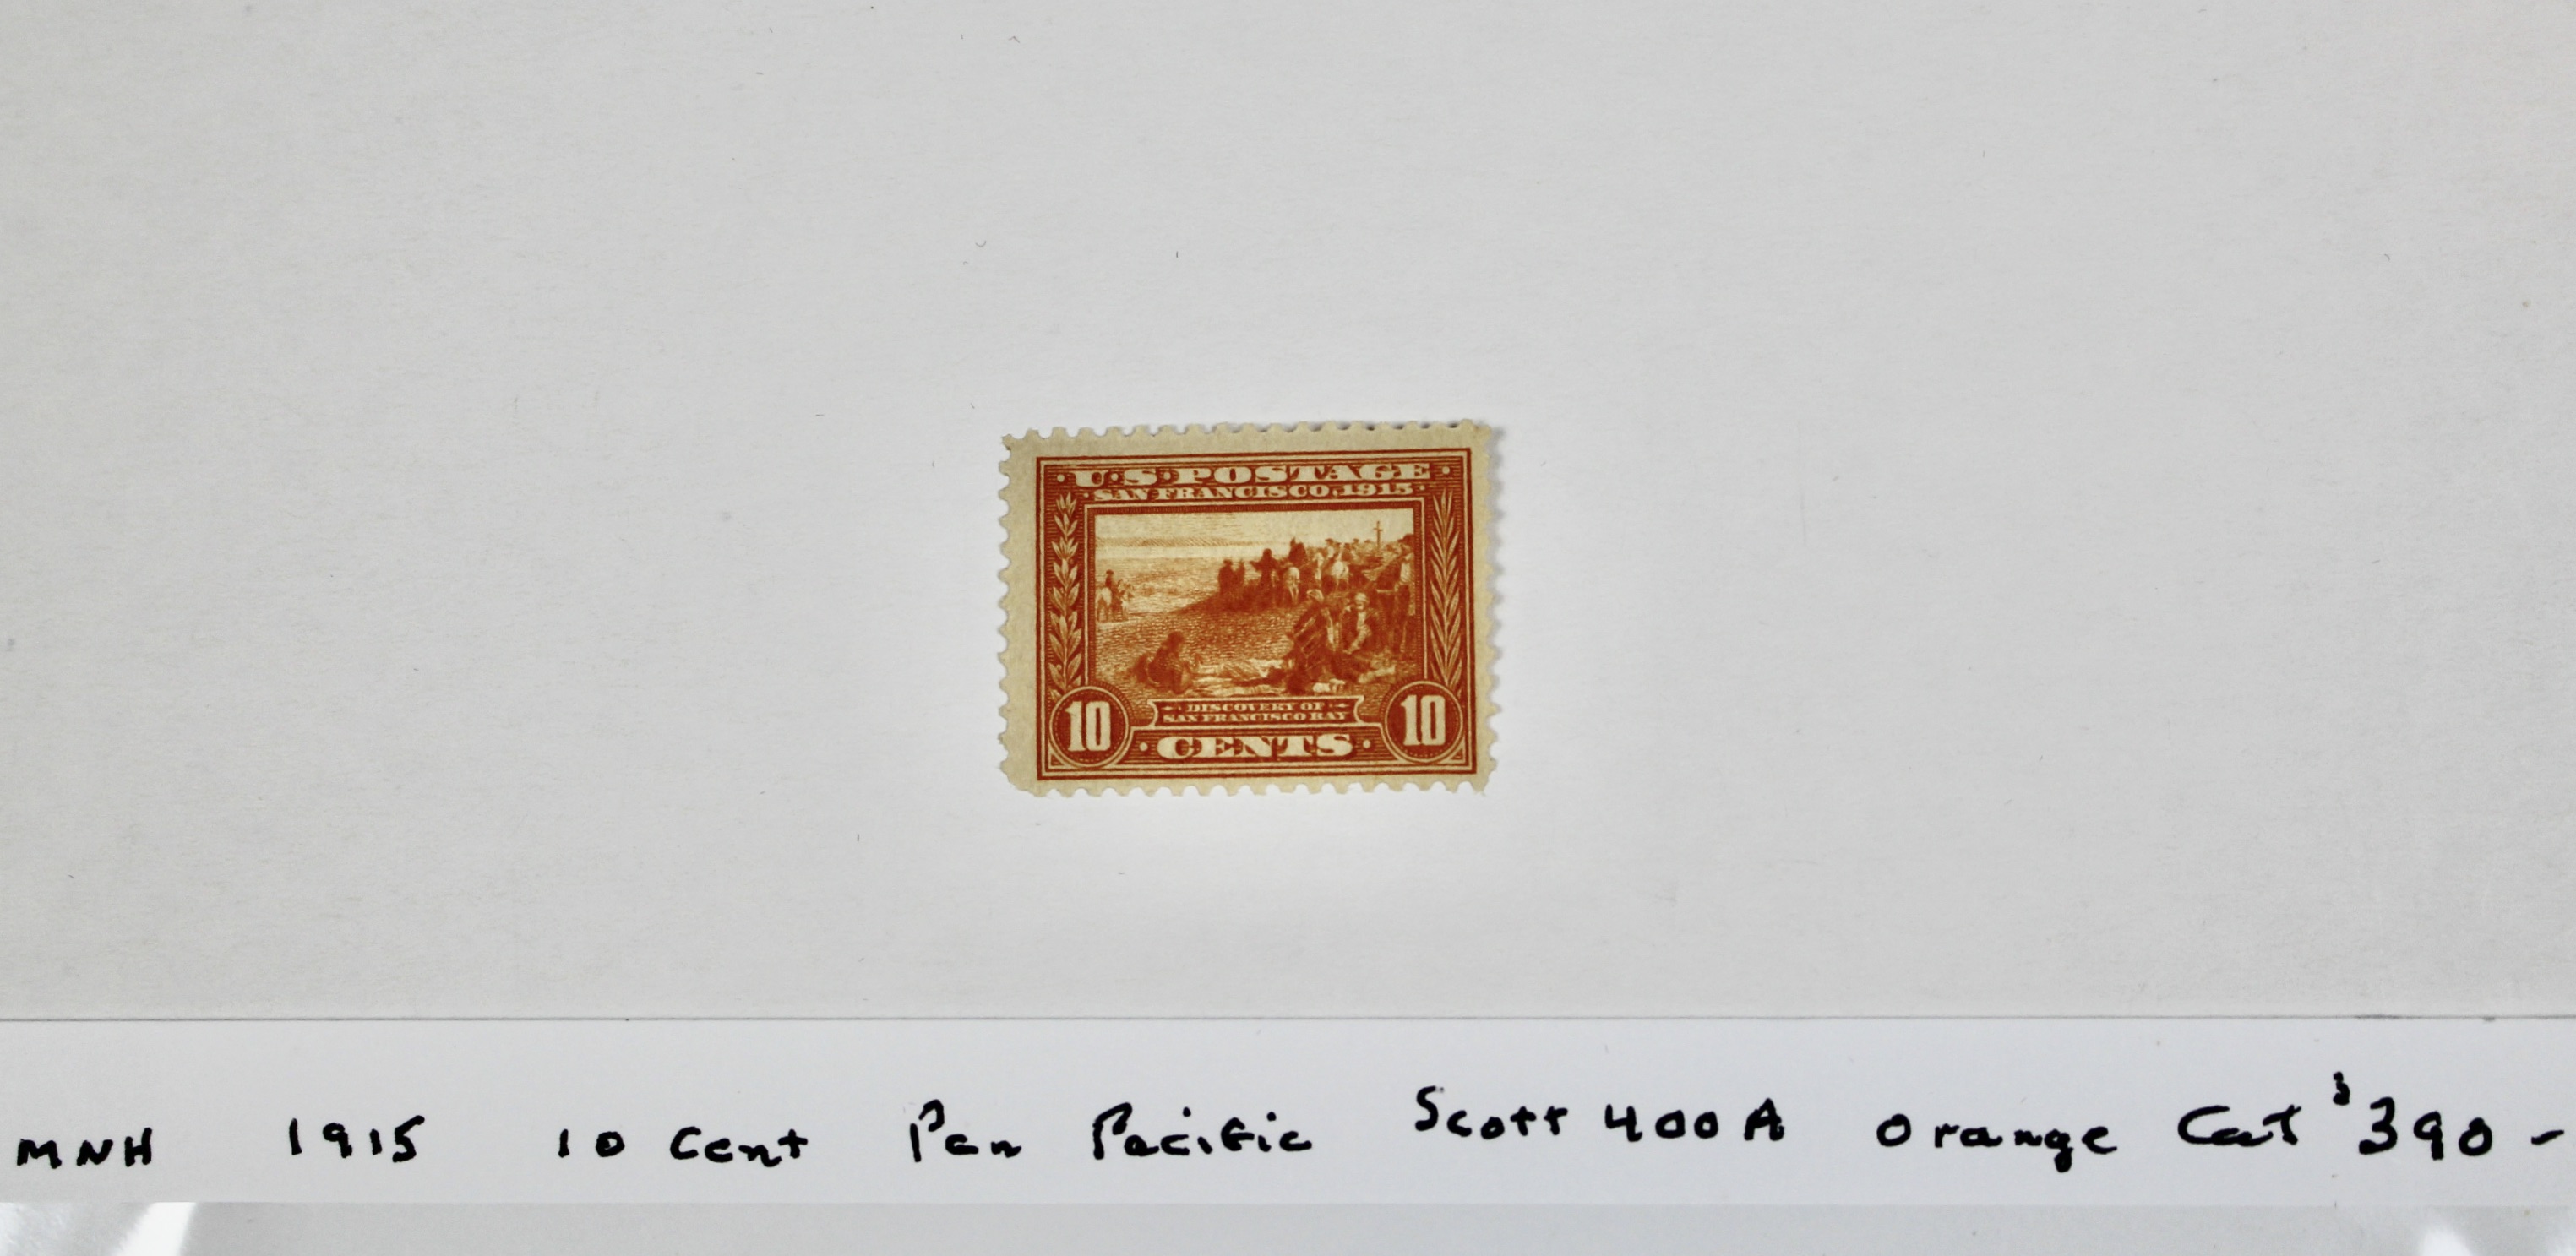 U·S·POSTAGE
SAN FRANCISCO, 1915
DISCOVERY OF
SAN FRANCISCO BAY
10 CENTS 10
MNH 1915 10 Cent Pan Pacific Scott 400A Orange Cat $390-